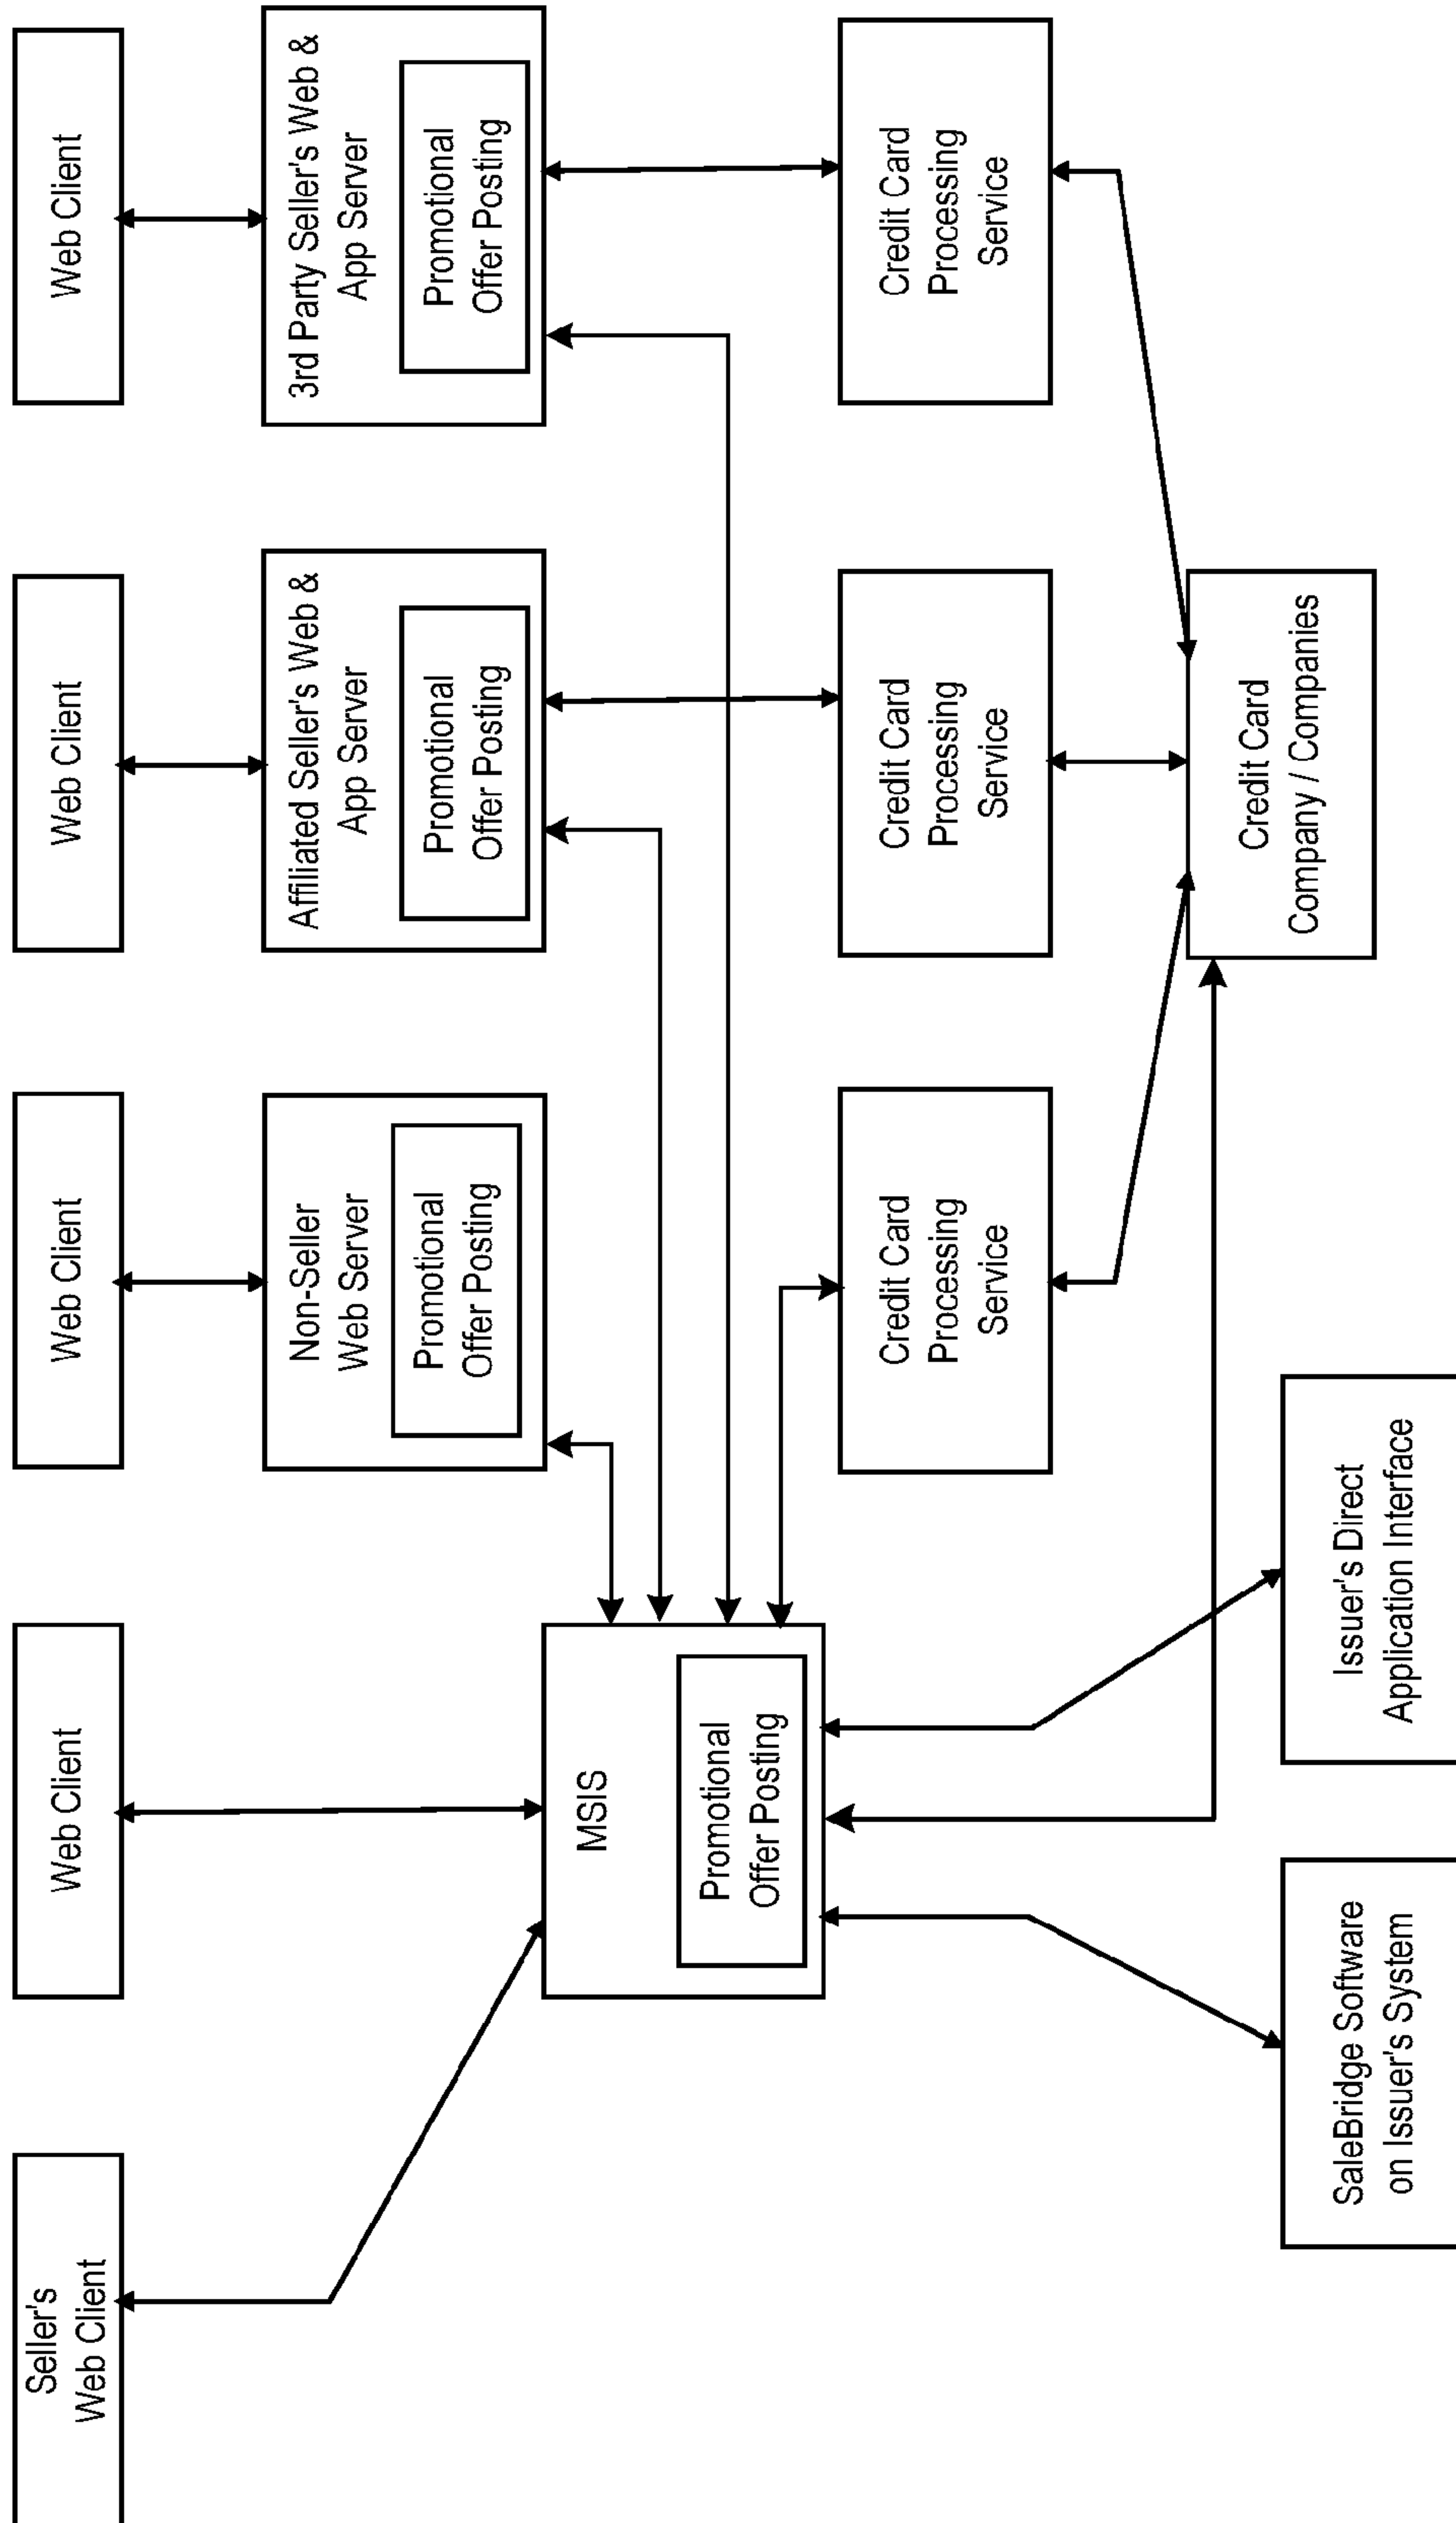 Seller's
Web Client
Web Client
Web Client
Web Client
Web Client
Non-Seller
Web Server
Promotional
Offer Posting
Affiliated Seller's Web &
App Server
Promotional
Offer Posting
3rd Party Seller's Web &
App Server
Promotional
Offer Posting
MSIS
Promotional
Offer Posting
Credit Card
Processing
Service
Credit Card
Processing
Service
Credit Card
Processing
Service
Credit Card
Company / Companies
SaleBridge Software
on Issuer's System
Issuer's Direct
Application Interface